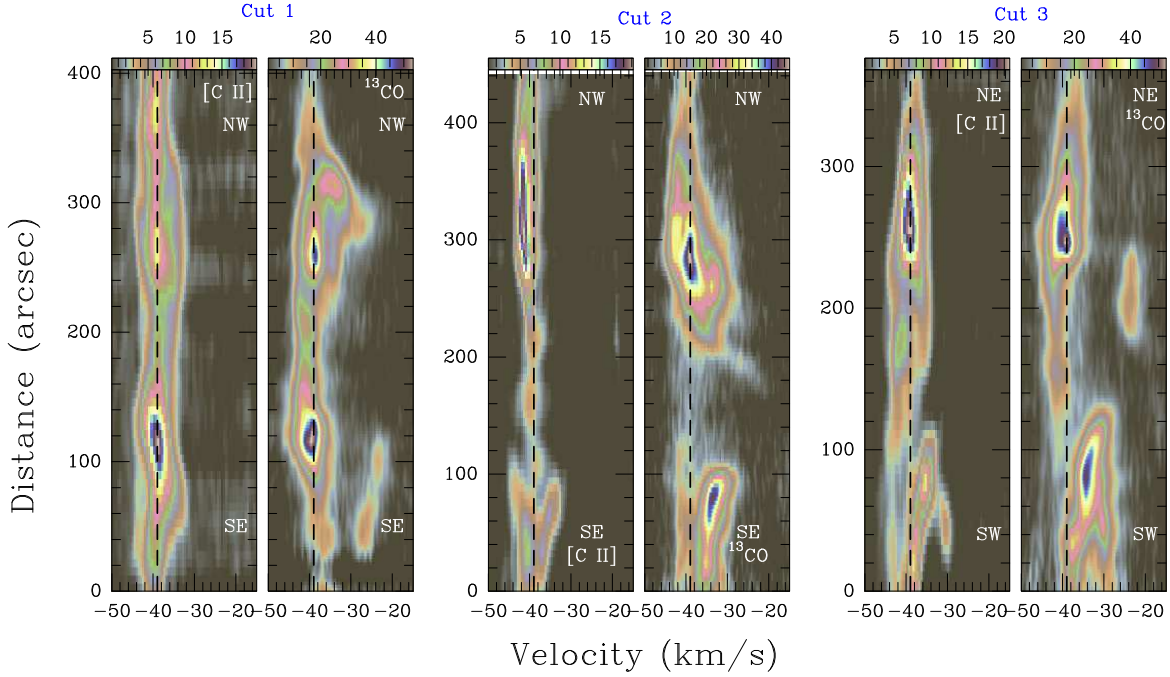 Cut 1
Cut 2
Cut 3
5 10 15
20 40
5 10 15
10 15 20 25 30 40
5 10 12 15 20
20 40
[C II]
NW
13CO
NW
NW
NW
NE
[C II]
NE
13CO
400
300
200
100
0
400
300
200
100
0
300
200
100
0
SE
SE
SE
[C II]
SE
13CO
SW
SW
−50 −40 −30 −20
−40 −30 −20
−50 −40 −30
−40 −30 −20
−50 −40 −30 −20
−40 −30 −20
Distance (arcsec)
Velocity (km/s)